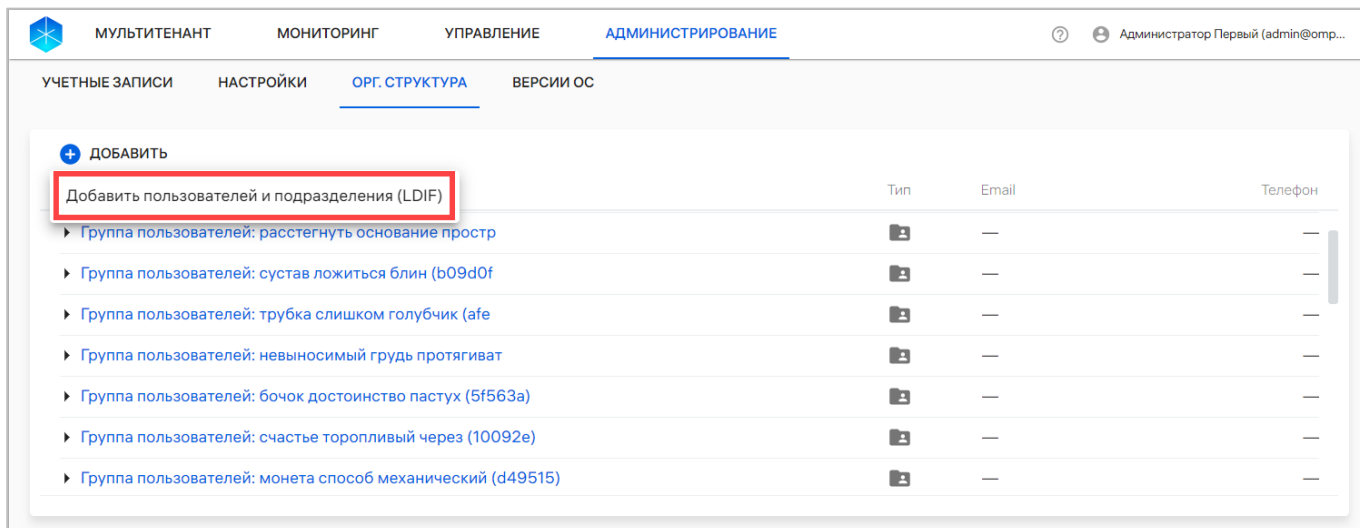 МУЛЬТИТЕНАНТ МОНИТОРИНГ УПРАВЛЕНИЕ АДМИНИСТРИРОВАНИЕ ? Администратор Первый (admin@omp...
УЧЕТНЫЕ ЗАПИСИ НАСТРОЙКИ ОРГ. СТРУКТУРА ВЕРСИИ ОС
ДОБАВИТЬ
Добавить пользователей и подразделения (LDIF) Тип Email Телефон
Группа пользователей: расстегнуть основание простр — —
Группа пользователей: сустав ложиться блин (b09d0f — —
Группа пользователей: трубка слишком голубчик (afe — —
Группа пользователей: невыносимый грудь протягиват — —
Группа пользователей: бочок достоинство пастух (5f563a) — —
Группа пользователей: счастье торопливый через (10092e) — —
Группа пользователей: монета способ механический (d49515) — —